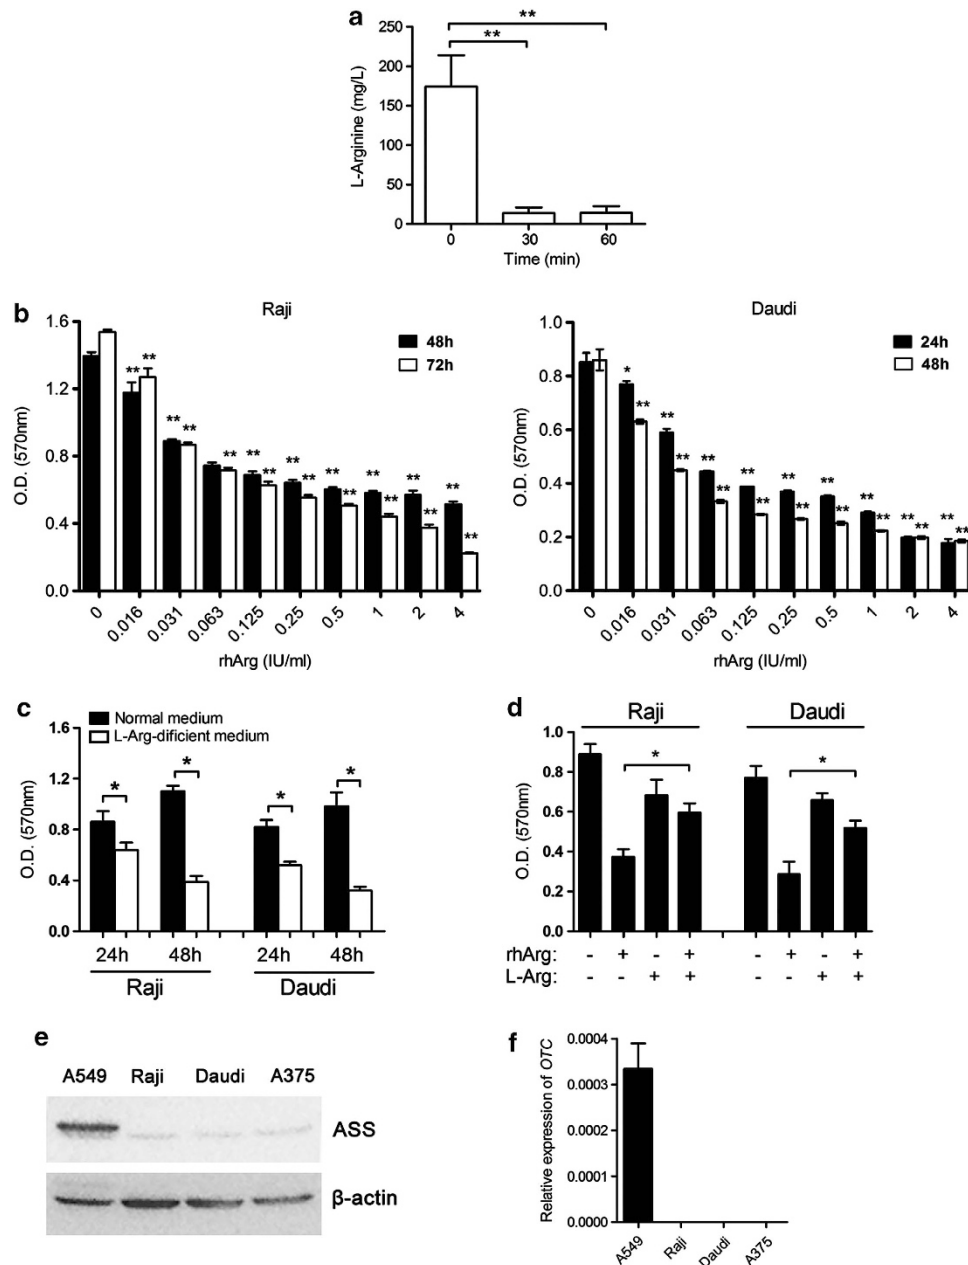 a
** 
**
L-Arginine (mg/L)
250
200
150
100
50
0
0 30 60
Time (min)
b
Raji
48h
72h
O.D. (570nm)
1.6
1.2
0.8
0.4
0.0
** ** ** ** ** ** ** ** ** ** ** ** ** ** ** ** **
0 0.016 0.031 0.063 0.125 0.25 0.5 1 2 4
rhArg (IU/ml)
Daudi
24h
48h
O.D. (570nm)
1.0
0.8
0.6
0.4
0.2
0.0
* ** ** ** ** ** ** ** ** ** ** ** ** ** ** ** ** **
0 0.016 0.031 0.063 0.125 0.25 0.5 1 2 4
rhArg (IU/ml)
c
Normal medium
L-Arg-dificient medium
O.D. (570nm)
1.6
1.2
0.8
0.4
0.0
* * * *
24h 48h 24h 48h
Raji Daudi
d
Raji Daudi
O.D. (570nm)
1.0
0.8
0.6
0.4
0.2
0.0
* *
rhArg: - + - + - + - +
L-Arg: - - + + - - + +
e
A549 Raji Daudi A375
ASS
β-actin
f
Relative expression of OTC
0.0004
0.0003
0.0002
0.0001
0.0000
A549 Raji Daudi A375